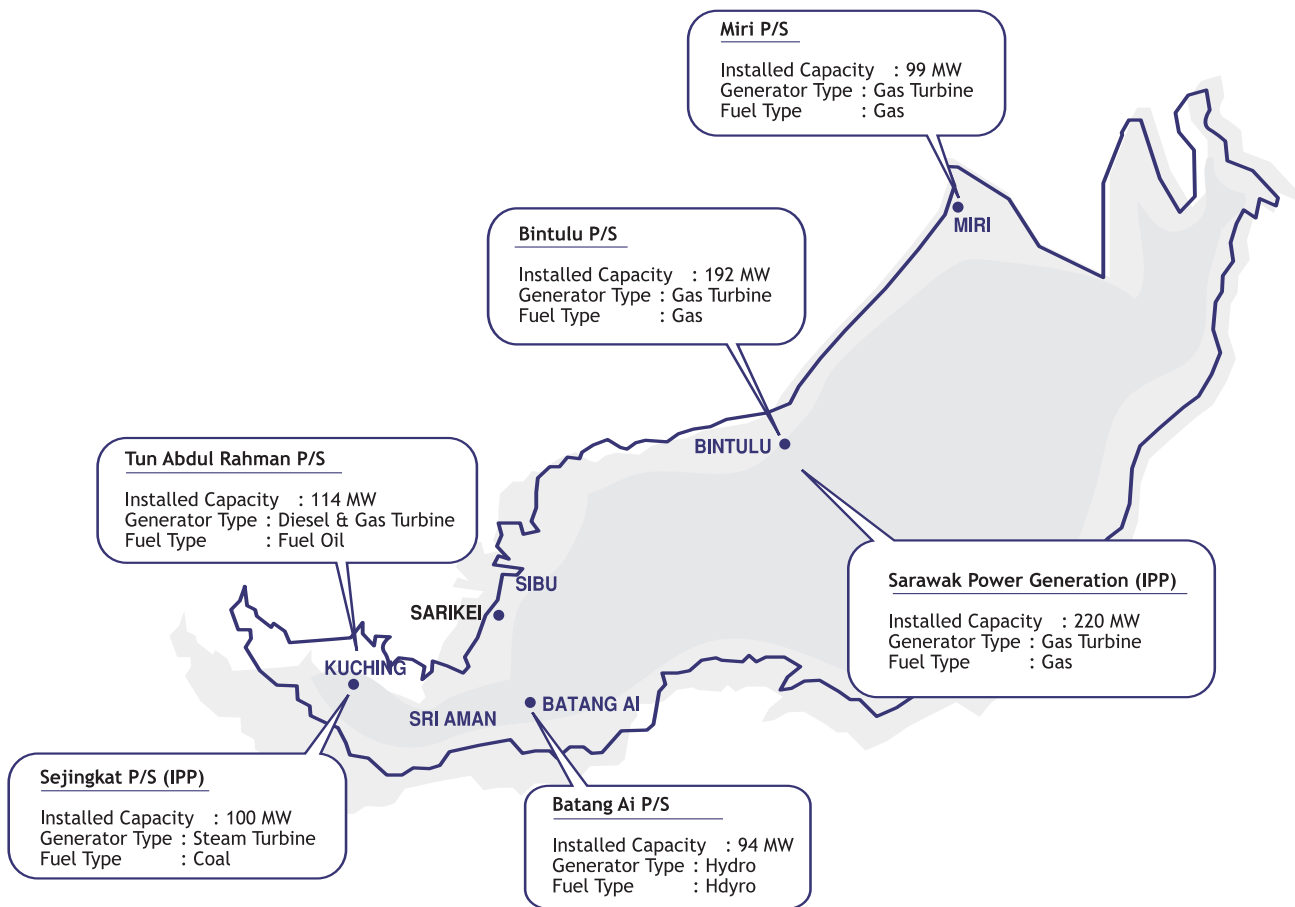 Miri P/S
Installed Capacity : 99 MW
Generator Type : Gas Turbine
Fuel Type : Gas
MIRI
Bintulu P/S
Installed Capacity : 192 MW
Generator Type : Gas Turbine
Fuel Type : Gas
BINTULU
Tun Abdul Rahman P/S
Installed Capacity : 114 MW
Generator Type : Diesel & Gas Turbine
Fuel Type : Fuel Oil
Sarawak Power Generation (IPP)
Installed Capacity : 220 MW
Generator Type : Gas Turbine
Fuel Type : Gas
SIBU
SARIKEI
KUCHING
SRI AMAN
BATANG AI
Sejingkat P/S (IPP)
Installed Capacity : 100 MW
Generator Type : Steam Turbine
Fuel Type : Coal
Batang Ai P/S
Installed Capacity : 94 MW
Generator Type : Hydro
Fuel Type : Hdyro